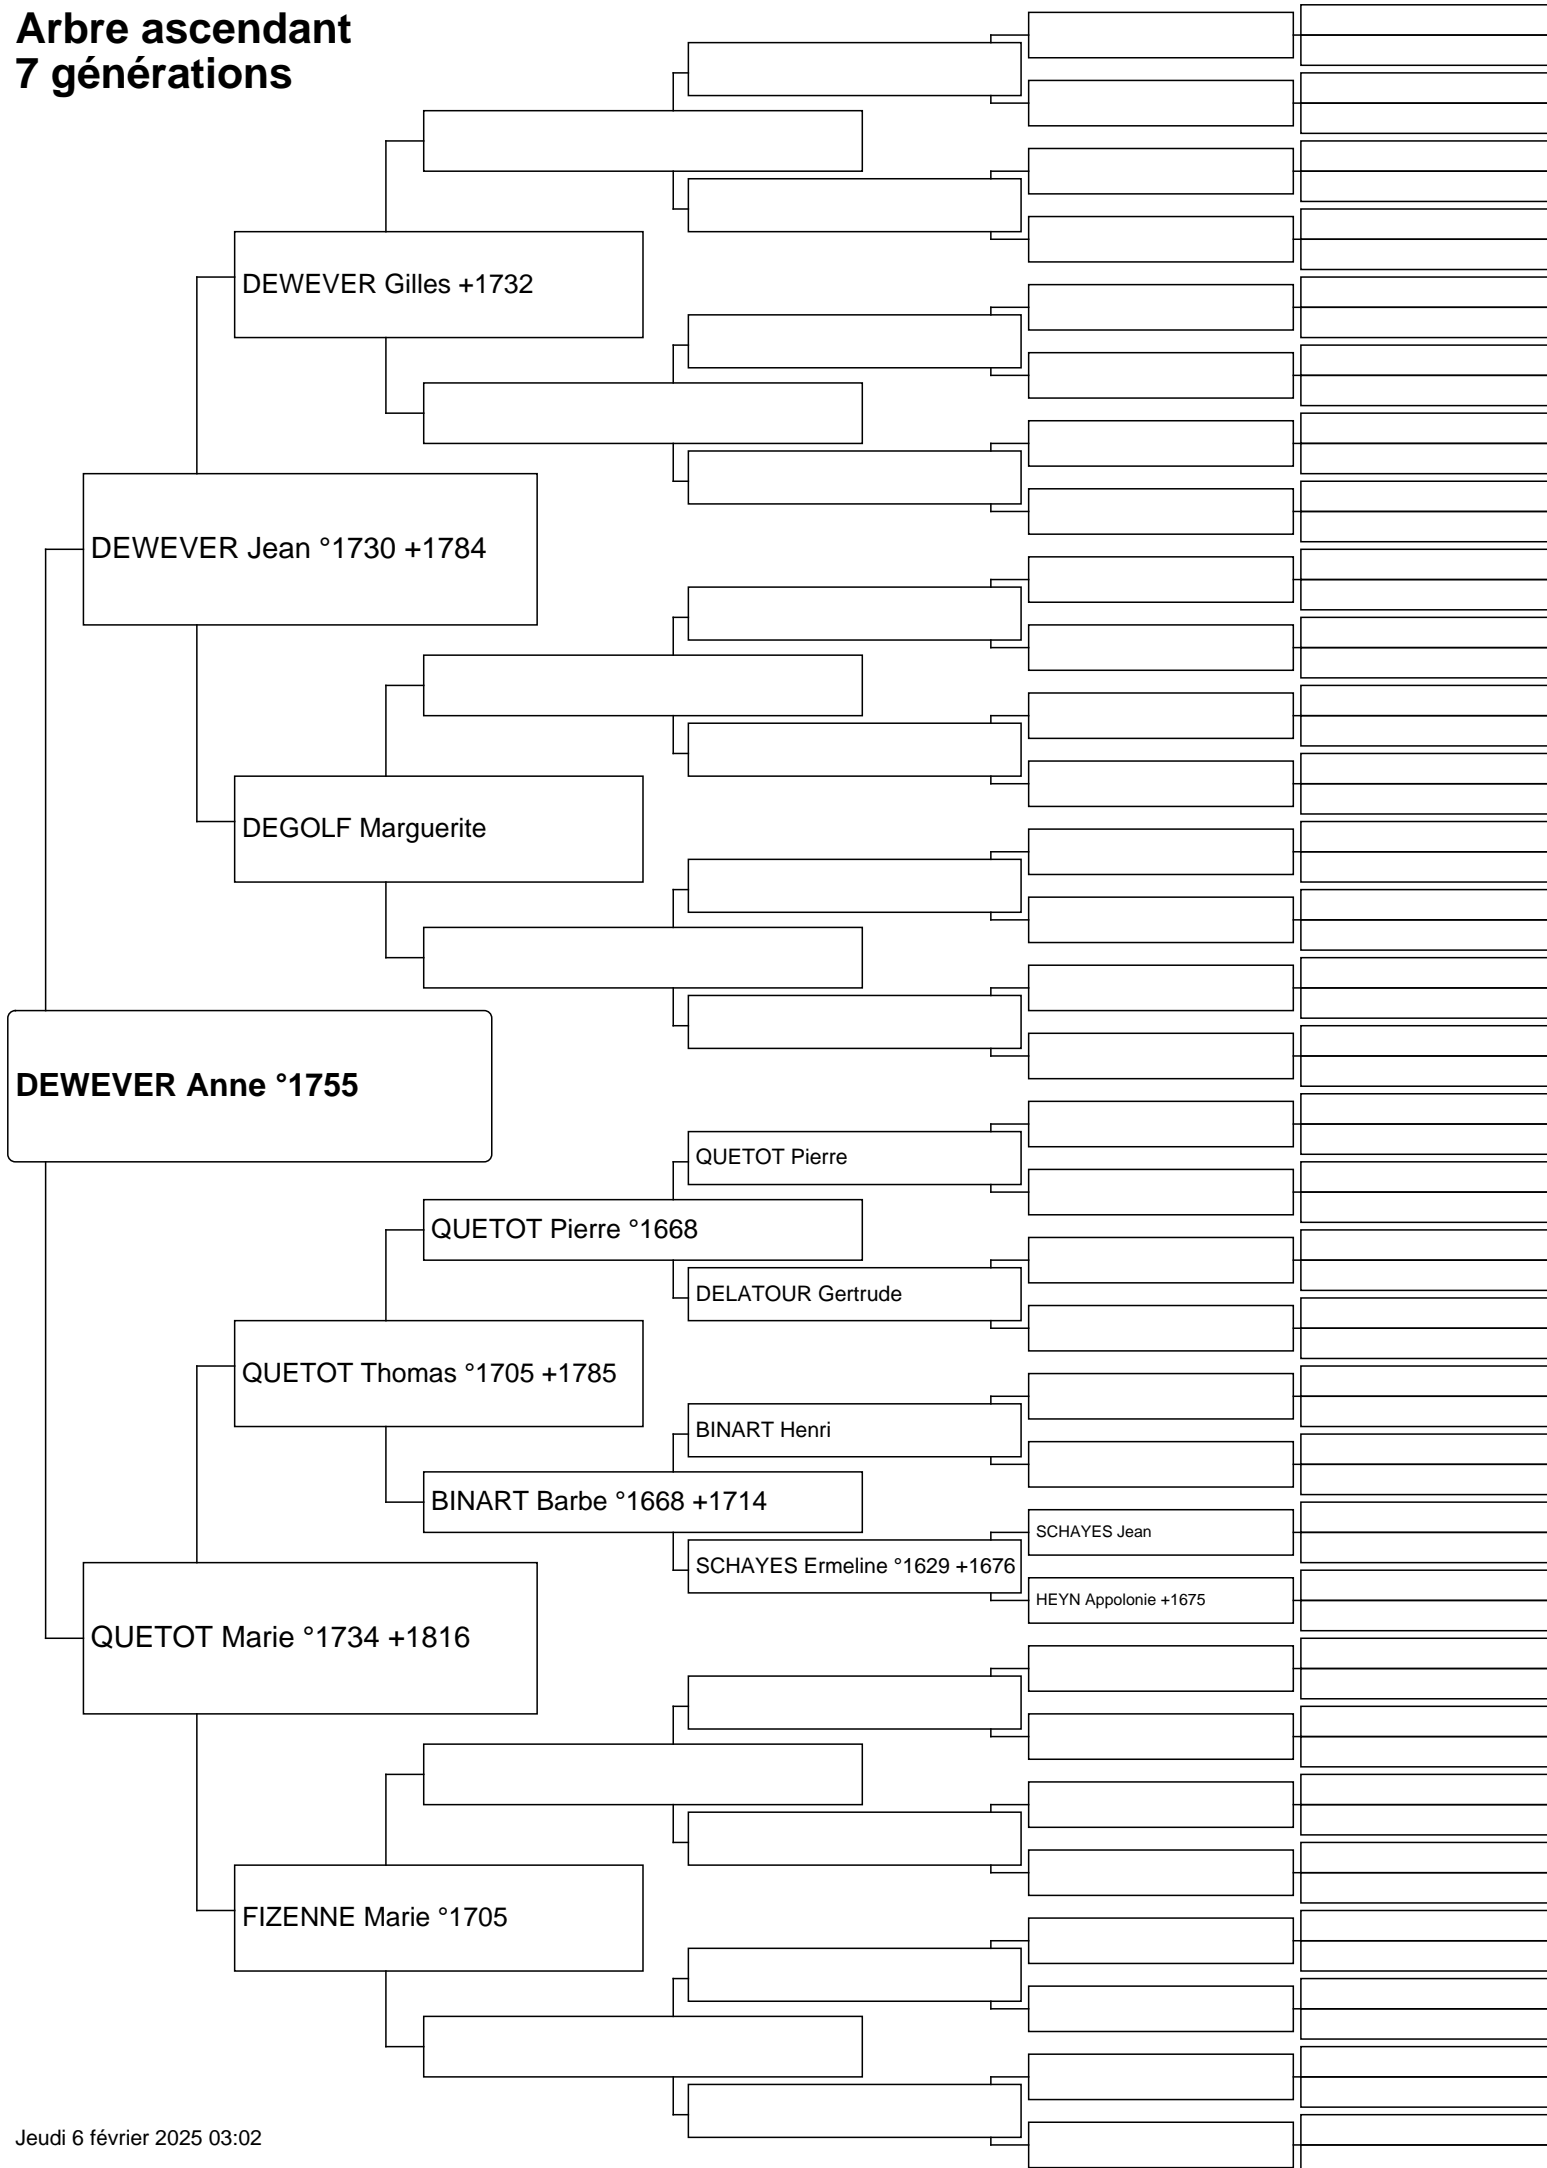 Arbre ascendant
7 générations
DEWEVER Gilles +1732
DEWEVER Jean °1730 +1784
DEGOLF Marguerite
DEWEVER Anne °1755
QUETOT Pierre
QUETOT Pierre °1668
DELATOUR Gertrude
QUETOT Thomas °1705 +1785
BINART Henri
BINART Barbe °1668 +1714
SCHAYES Jean
SCHAYES Ermeline °1629 +1676
HEYN Appolonie +1675
QUETOT Marie °1734 +1816
FIZENNE Marie °1705
Jeudi 6 février 2025 03:02